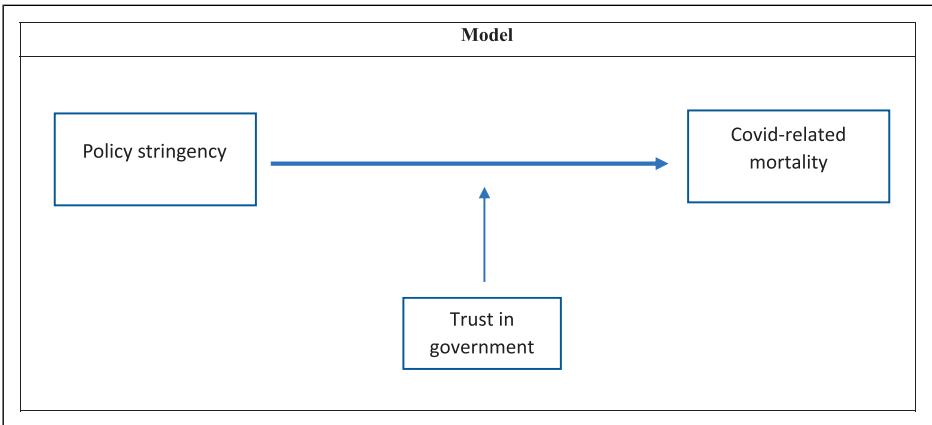 Model
Policy stringency
Covid-related
mortality
Trust in
government